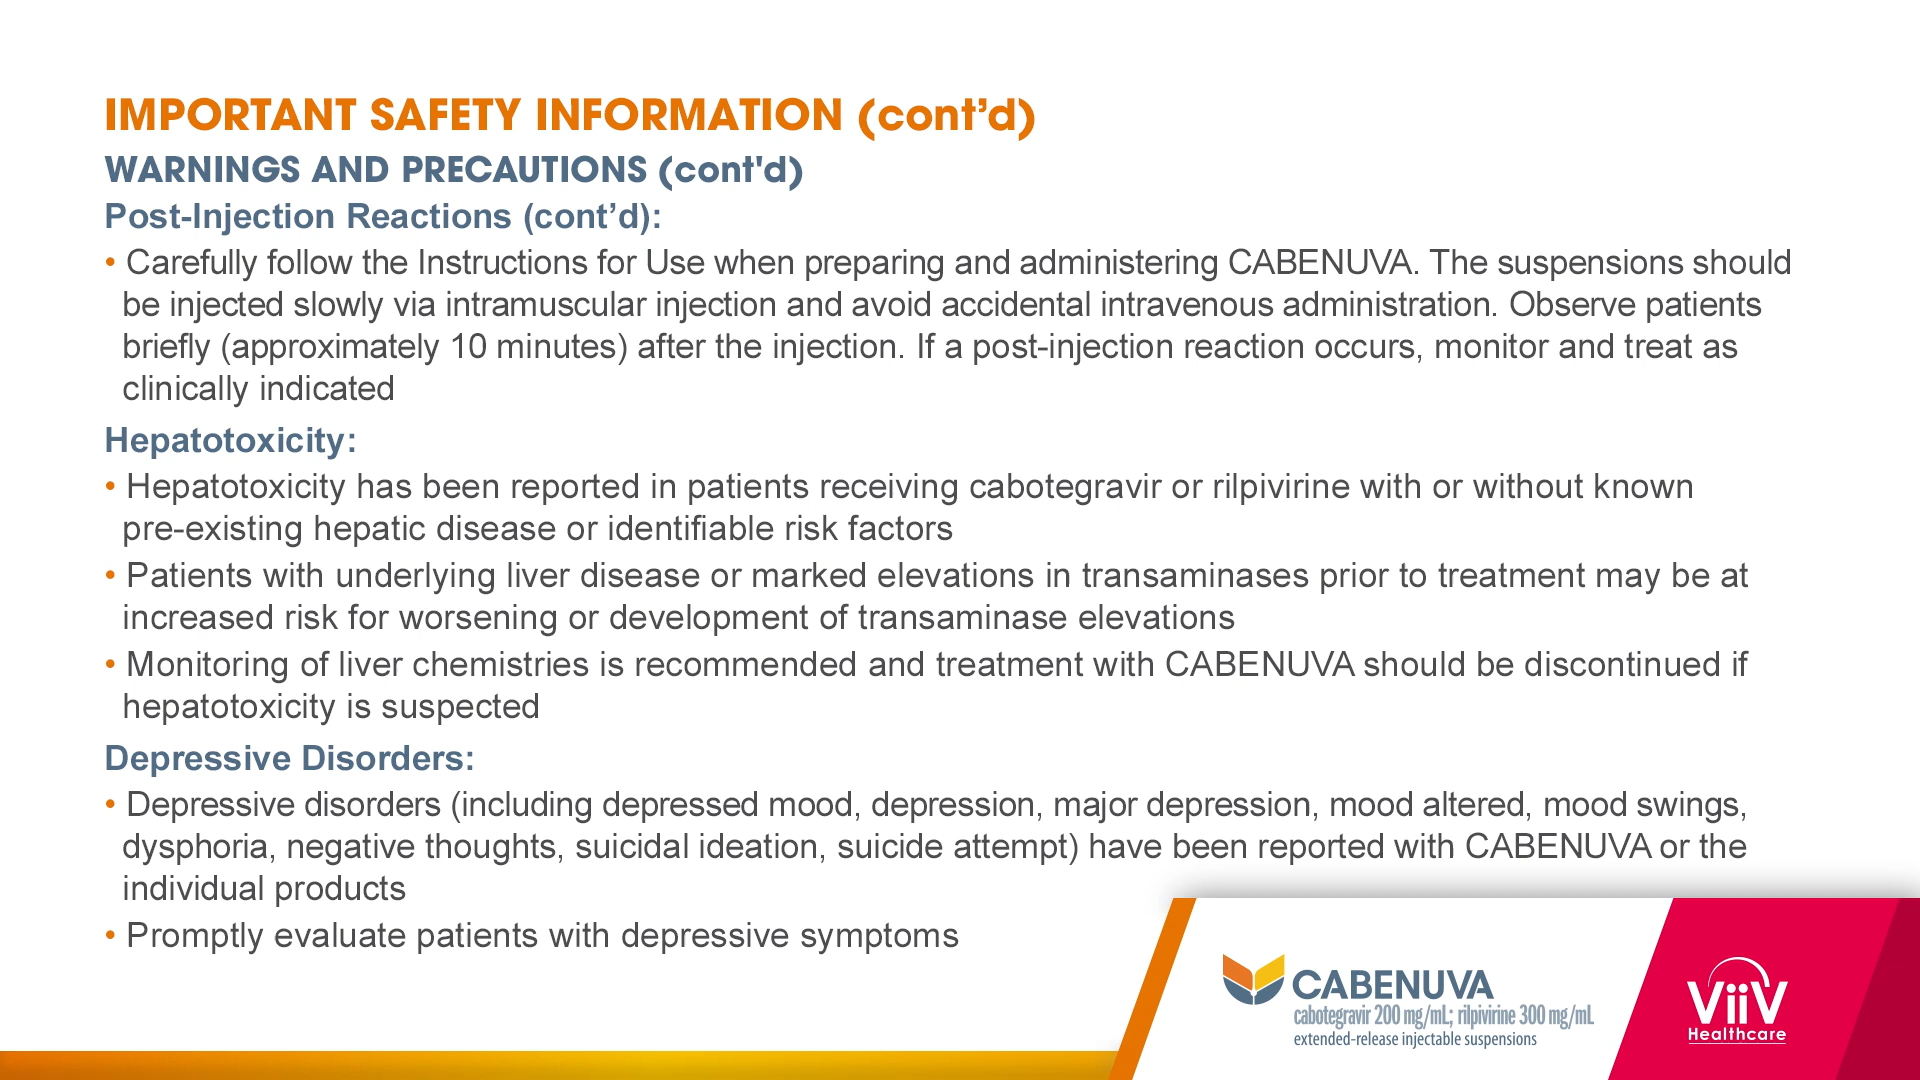 IMPORTANT SAFETY INFORMATION (cont’d)
WARNINGS AND PRECAUTIONS (cont'd)
Post-Injection Reactions (cont’d):
• Carefully follow the Instructions for Use when preparing and administering CABENUVA. The suspensions should
be injected slowly via intramuscular injection and avoid accidental intravenous administration. Observe patients
briefly (approximately 10 minutes) after the injection. If a post-injection reaction occurs, monitor and treat as
clinically indicated
Hepatotoxicity:
• Hepatotoxicity has been reported in patients receiving cabotegravir or rilpivirine with or without known
pre-existing hepatic disease or identifiable risk factors
• Patients with underlying liver disease or marked elevations in transaminases prior to treatment may be at
increased risk for worsening or development of transaminase elevations
• Monitoring of liver chemistries is recommended and treatment with CABENUVA should be discontinued if
hepatotoxicity is suspected
Depressive Disorders:
• Depressive disorders (including depressed mood, depression, major depression, mood altered, mood swings,
dysphoria, negative thoughts, suicidal ideation, suicide attempt) have been reported with CABENUVA or the
individual products
• Promptly evaluate patients with depressive symptoms
CABENUVA
cabotegravir 200 mg/mL; rilpivirine 300 mg/mL
extended-release injectable suspensions
ViiV
Healthcare